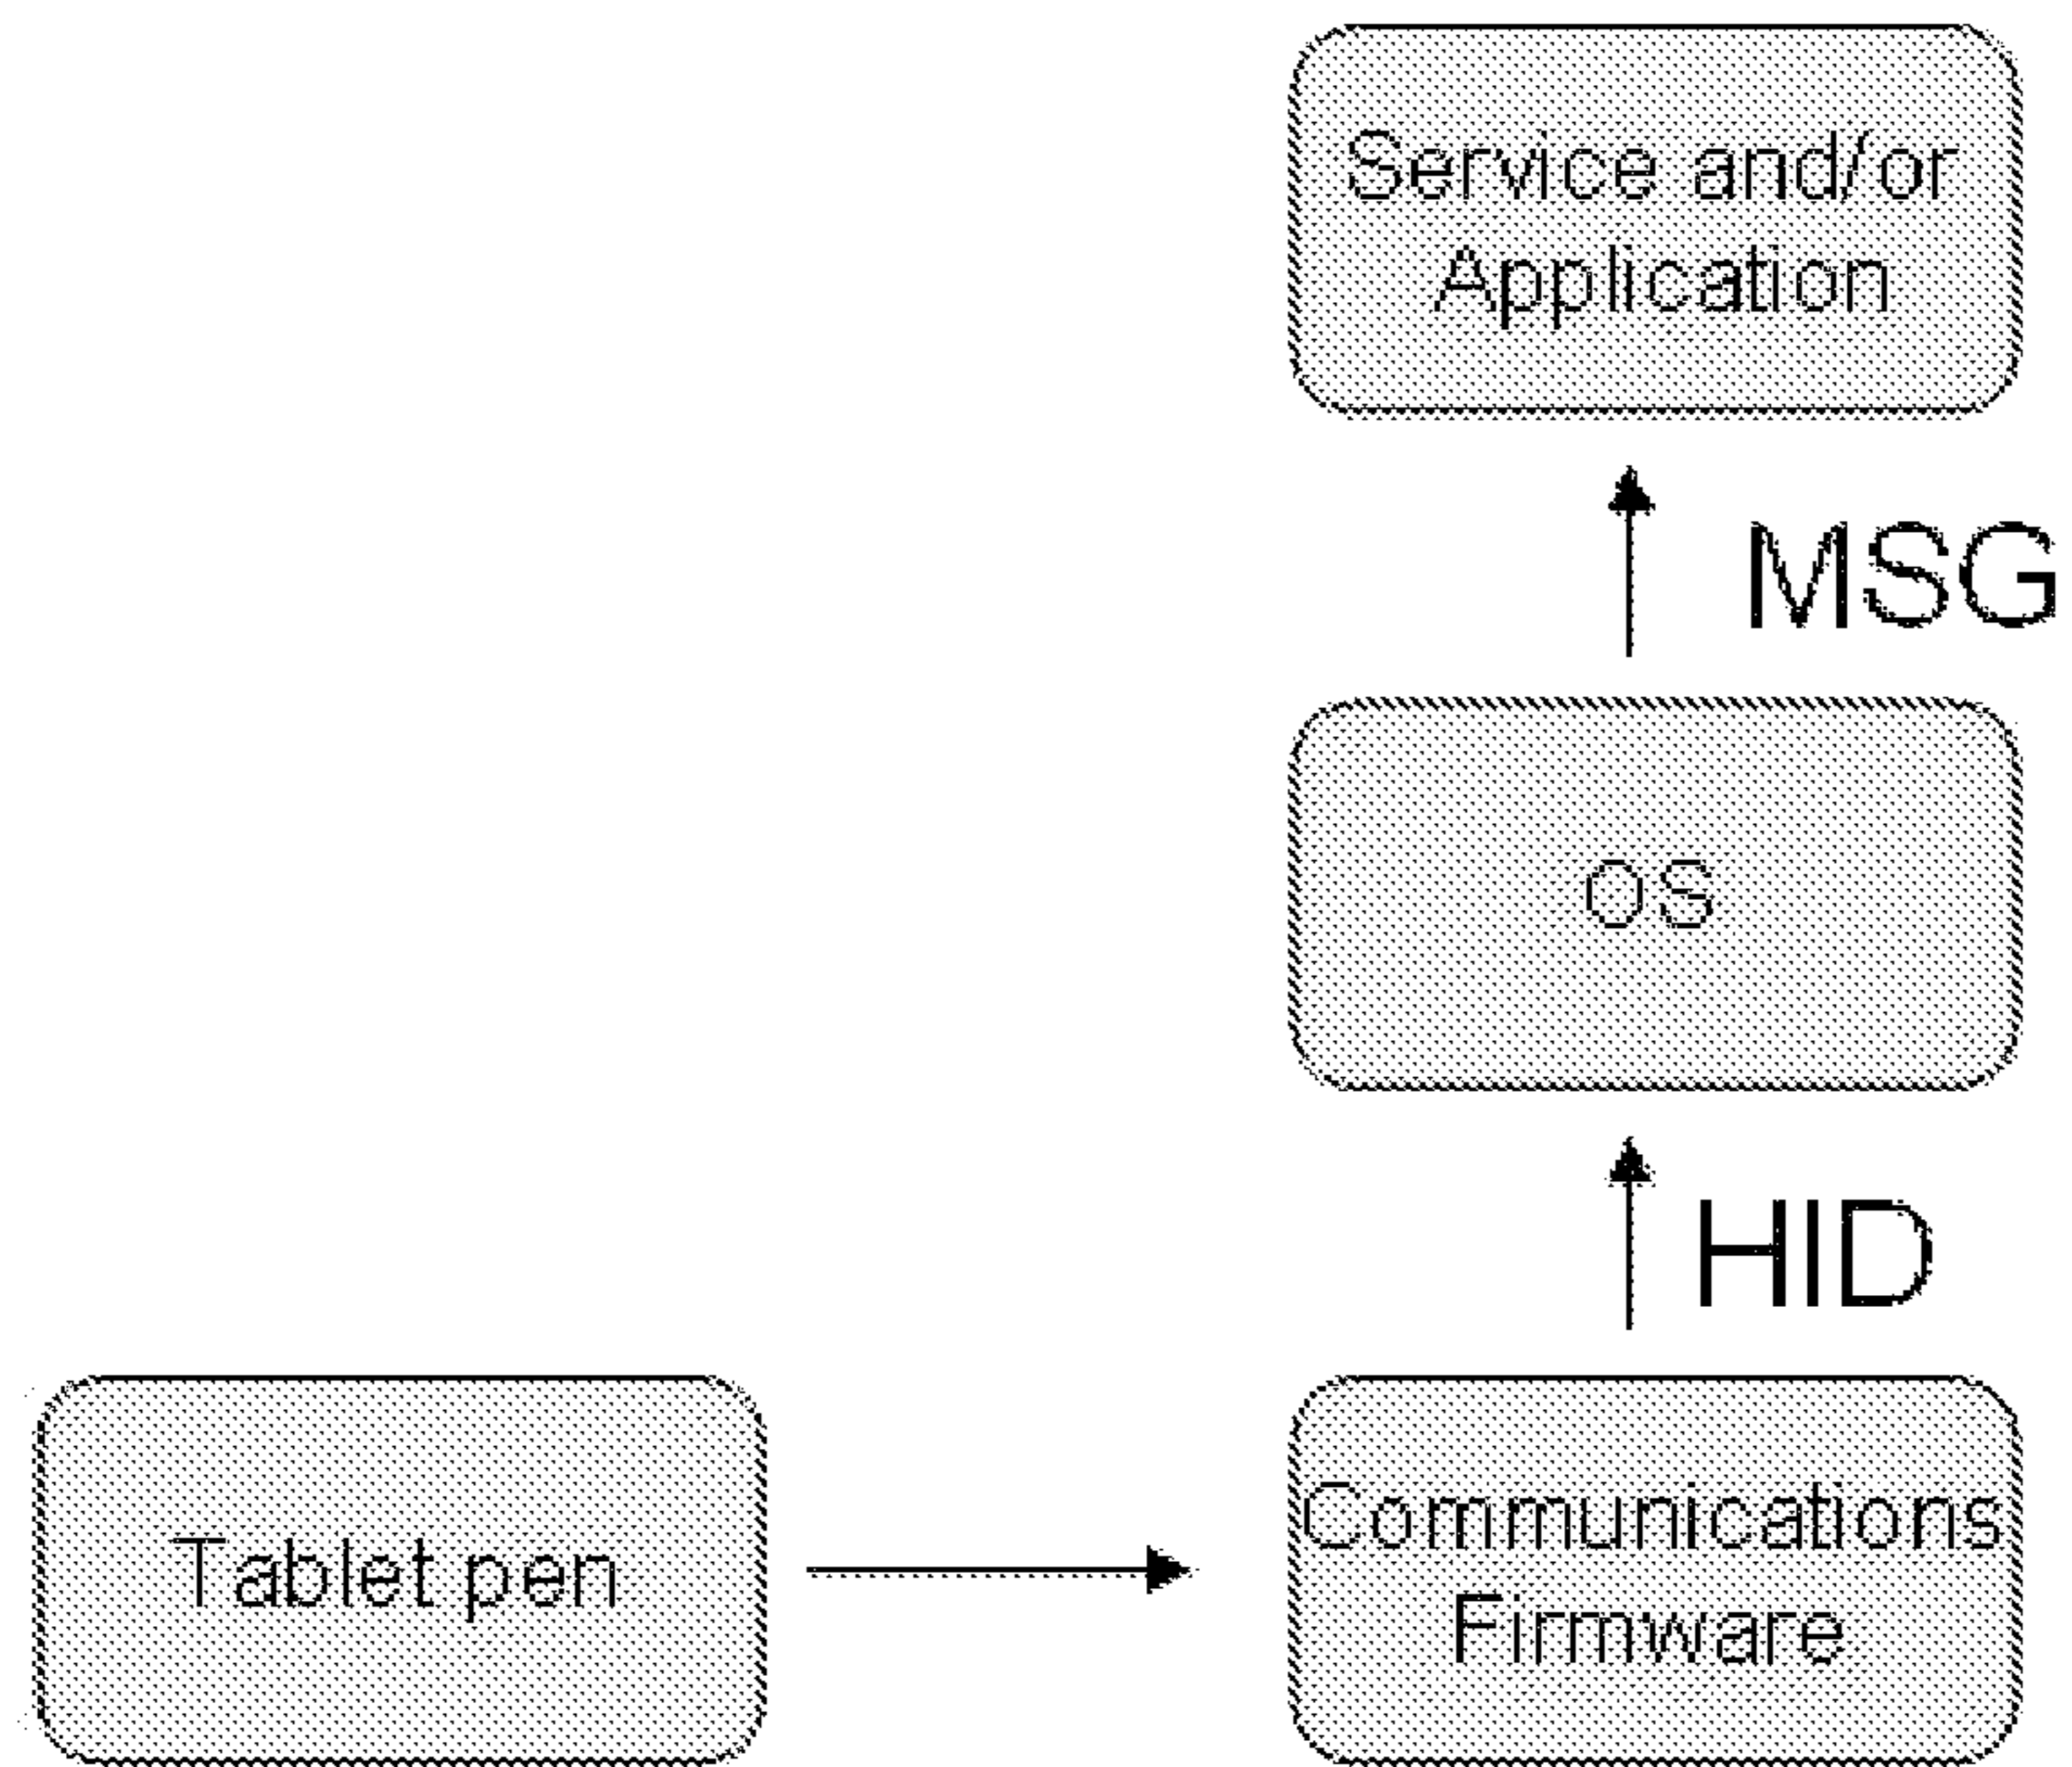 Service and/or
Application
MSG
OS
HID
Tablet pen
Communications
Firmware